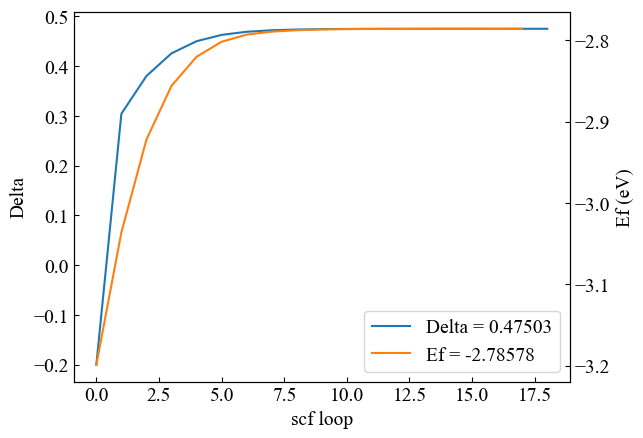 0.5
0.4
0.3
0.2
0.1
0.0
−0.1
−0.2
Delta
−2.8
−2.9
−3.0
−3.1
−3.2
Ef (eV)
Delta = 0.47503
Ef = -2.78578
0.0 2.5 5.0 7.5 10.0 12.5 15.0 17.5
scf loop